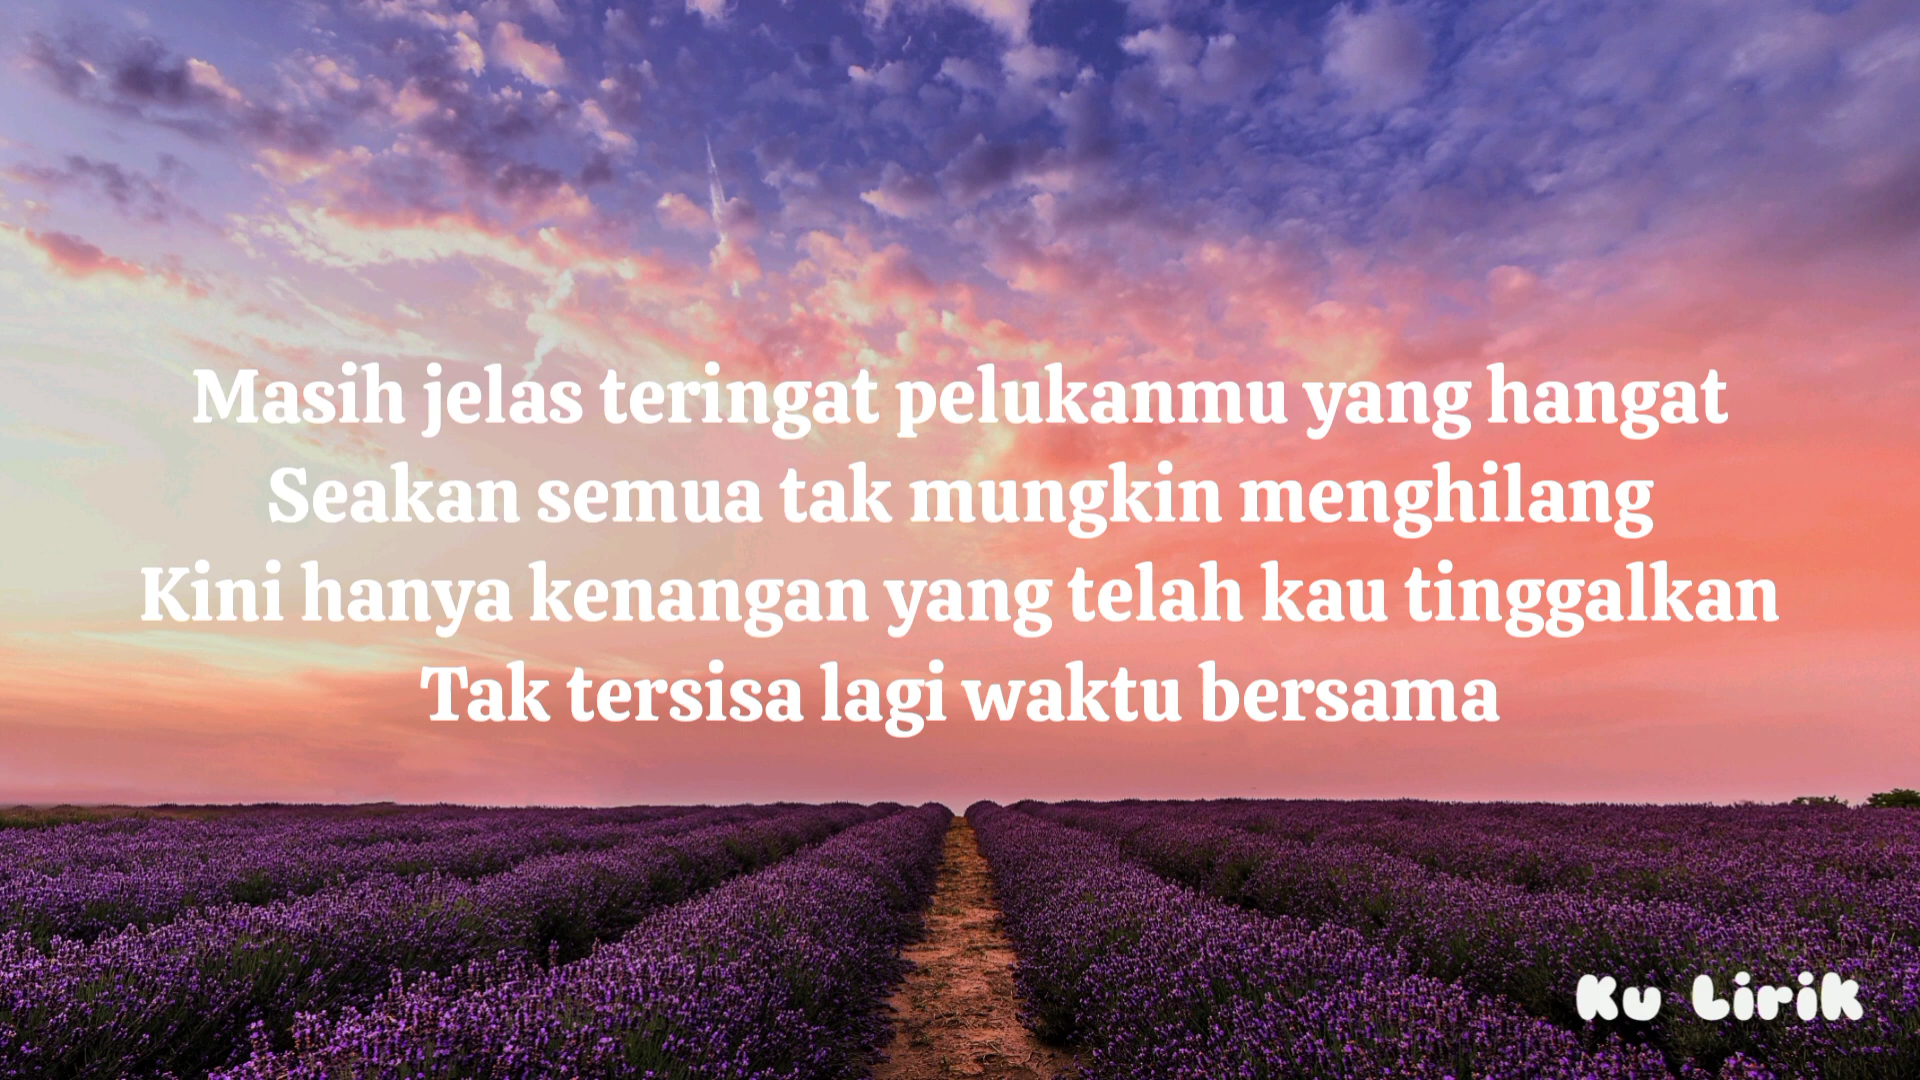 Masih jelas teringat pelukanmu yang hangat
Seakan semua tak mungkin menghilang
Kini hanya kenangan yang telah kau tinggalkan
Tak tersisa lagi waktu bersama
Ku Lirik